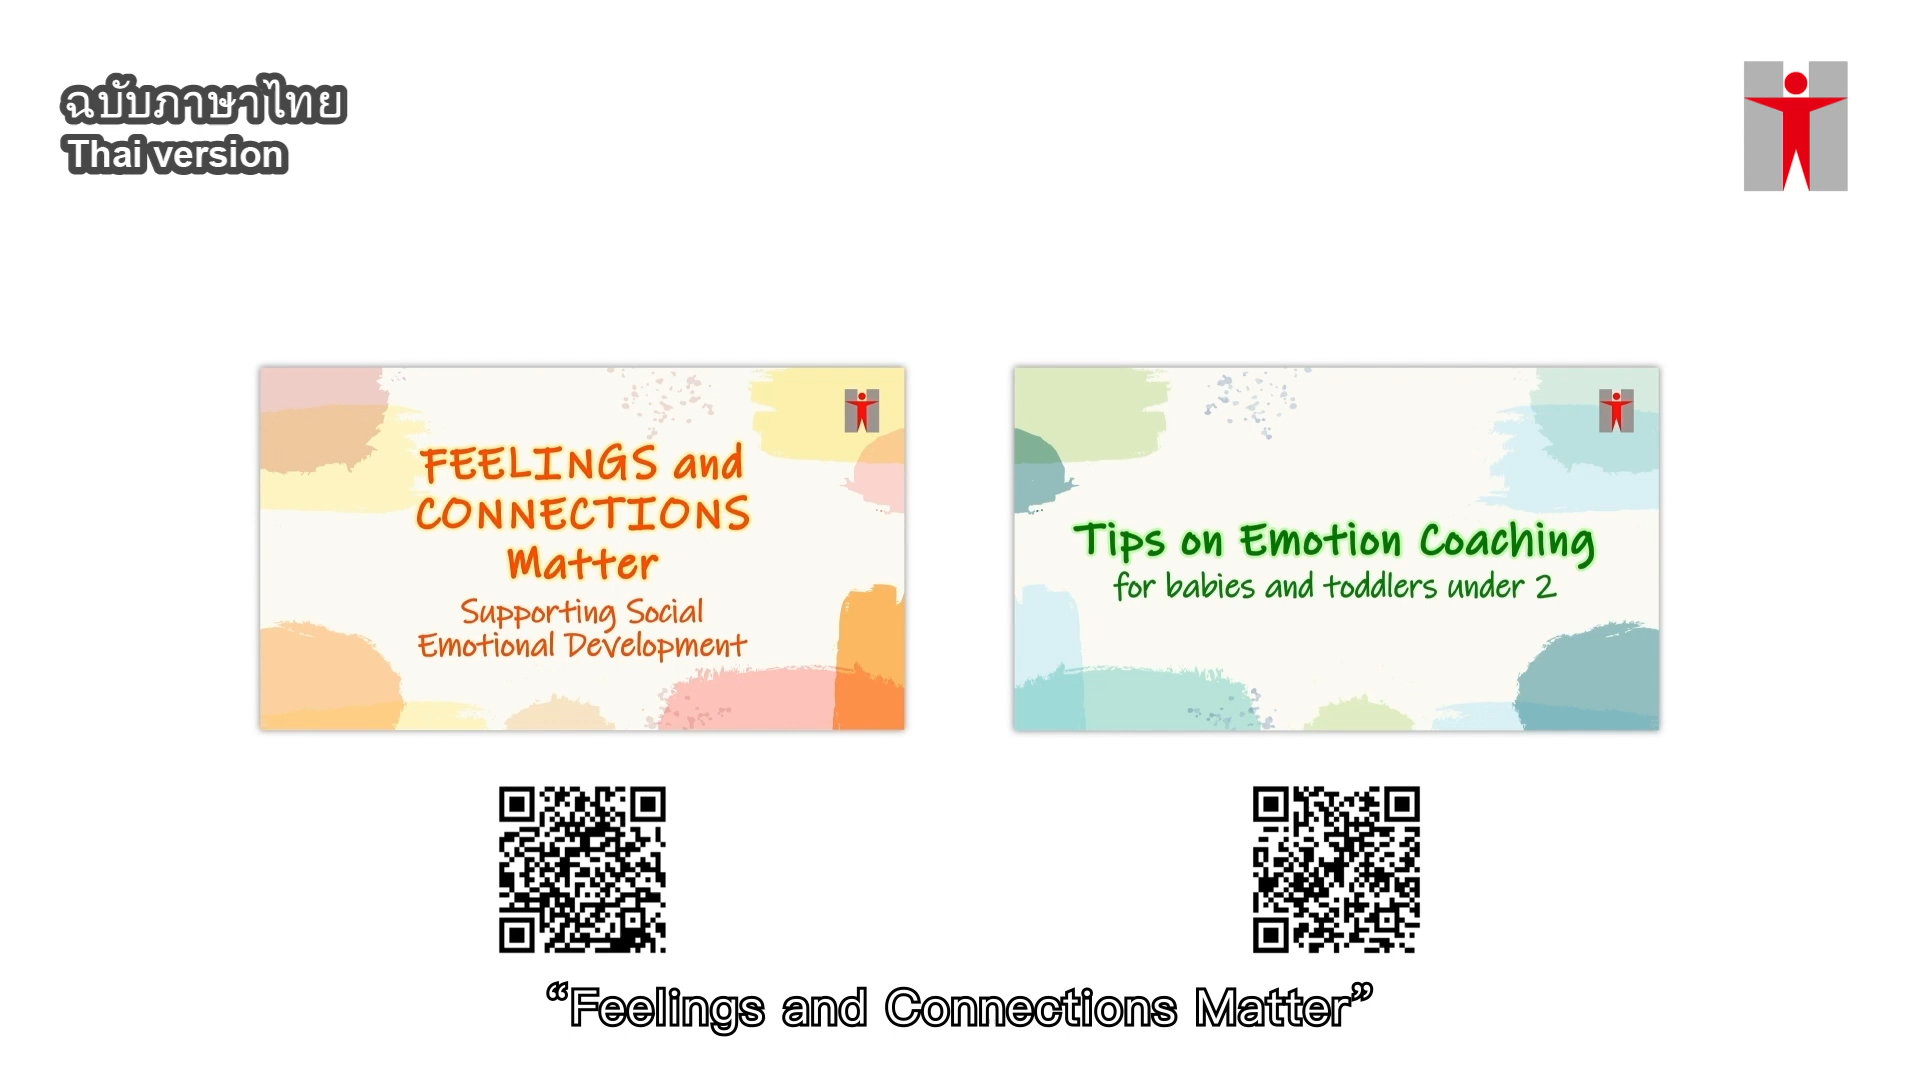 ฉบับภาษาไทย
Thai version
FEELINGS and
CONNECTIONS
Matter
Supporting Social
Emotional Development
Tips on Emotion Coaching
for babies and toddlers under 2
“Feelings and Connections Matter”